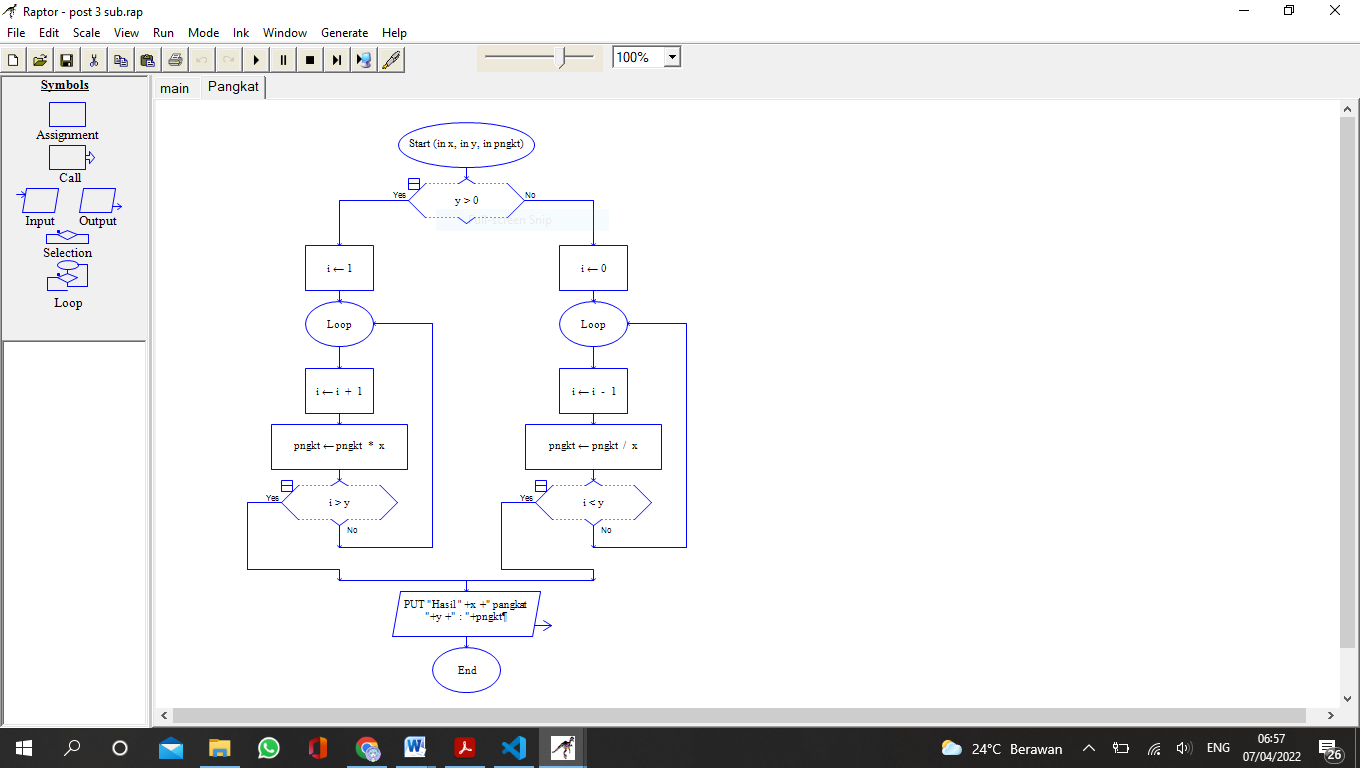 Raptor - post 3 sub.rap
File Edit Scale View Run Mode Ink Window Generate Help
100%
Symbols
Assignment
Call
Input Output
Selection
Loop
main Pangkat
Start (in x, in y, in pngkt)
Yes y > 0 No
i ← 1
i ← 0
Loop
Loop
i ← i + 1
i ← i - 1
pngkt ← pngkt * x
pngkt ← pngkt / x
Yes i > y
No
Yes i < y
No
PUT "Hasil " +x +" pangkat
"+y +" : "+pngkt¶
End
24°C Berawan
ENG
06:57
07/04/2022
26